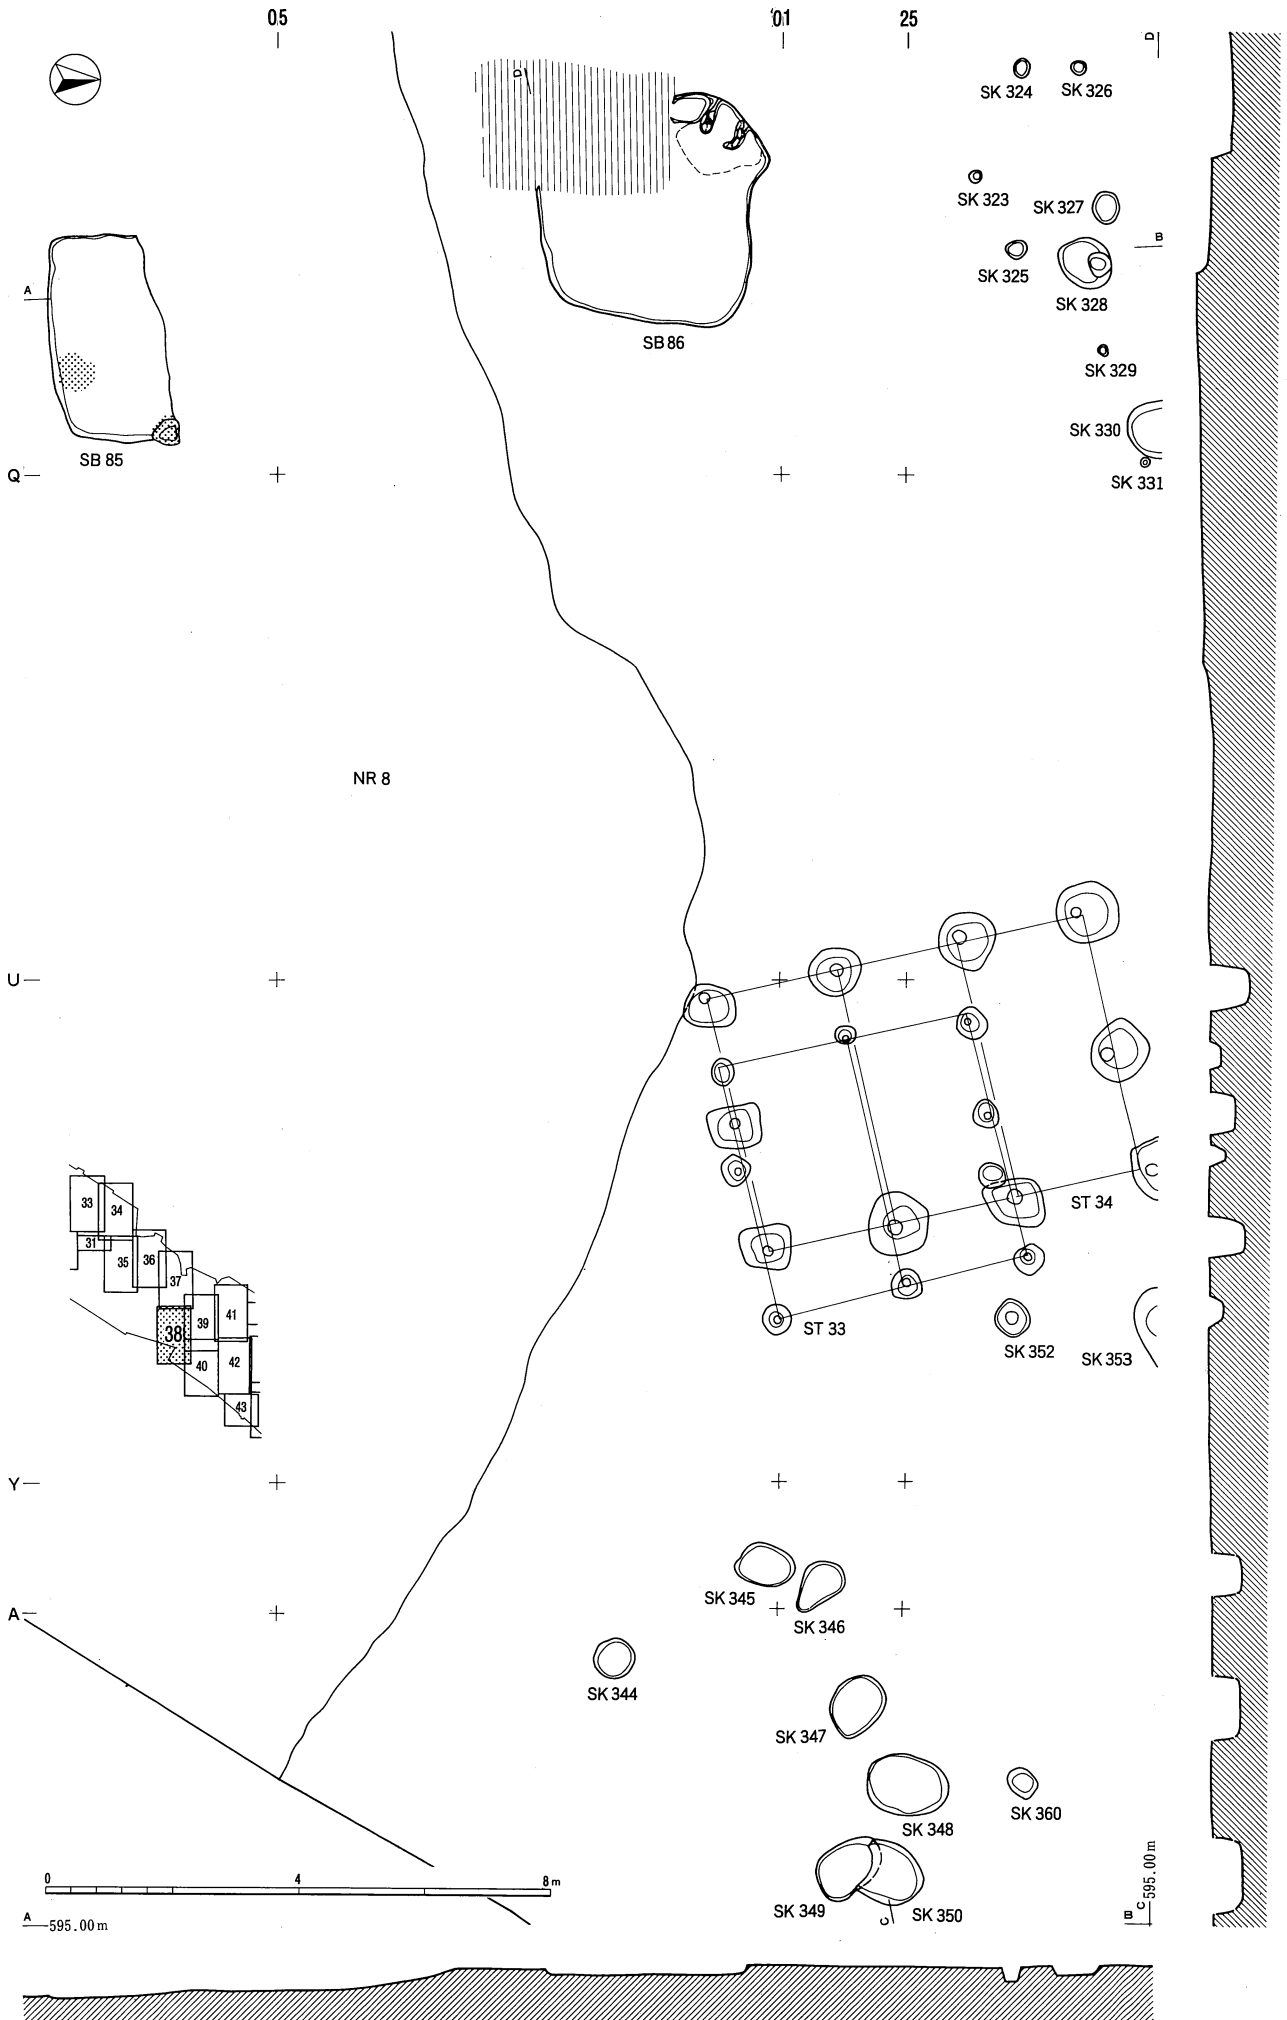 05 01 25
D
D
SK 324 SK 326
SK 323 SK 327
B
SK 325
SK 328
A
SB 86
SK 329
SK 330
SB 85
Q
SK 331
NR 8
U
33
34
31
35
36
37
38
39
41
40
42
43
ST 34
ST 33
SK 352
SK 353
Y
SK 345
SK 346
A
SK 344
SK 347
SK 360
SK 348
0 4 8m
SK 349
SK 350
C
A 595.00m
B C 595.00m